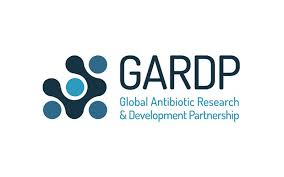 GARDP
Global Antibiotic Research
& Development Partnership